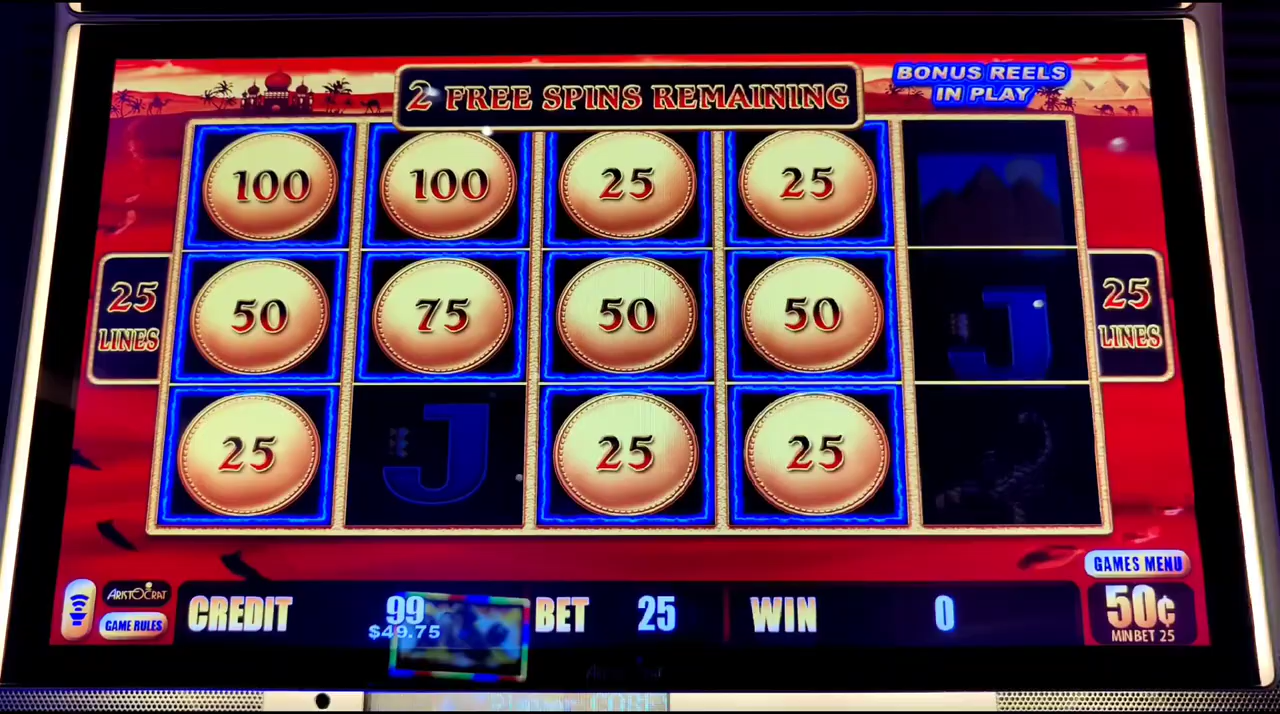 2 FREE SPINS REMAINING
BONUS REELS
IN PLAY
100 100 25 25
25
LINES
50 75 50 50 J
25
LINES
25 J 25 25
GAMES MENU
ARISTOCRAT
GAME RULES
CREDIT 99
$49.75
BET 25
WIN 0
50¢
MIN BET 25